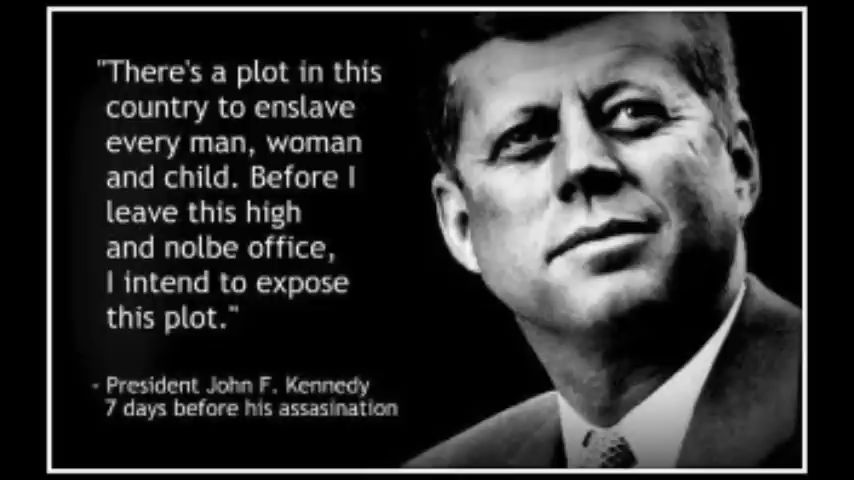 "There's a plot in this
country to enslave
every man, woman
and child. Before I
leave this high
and nolbe office,
I intend to expose
this plot."
- President John F. Kennedy
7 days before his assasination